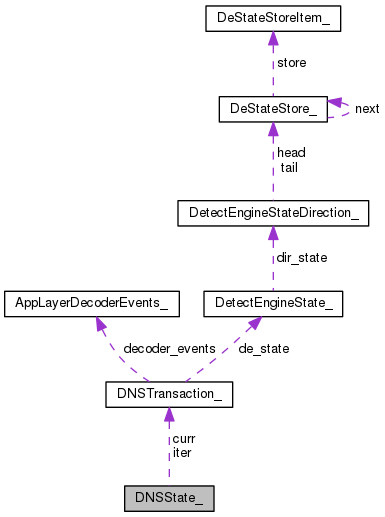 DeStateStoreItem_
store
DeStateStore_
next
head
tail
DetectEngineStateDirection_
dir_state
AppLayerDecoderEvents_
DetectEngineState_
decoder_events
de_state
DNSTransaction_
curr
iter
DNSState_